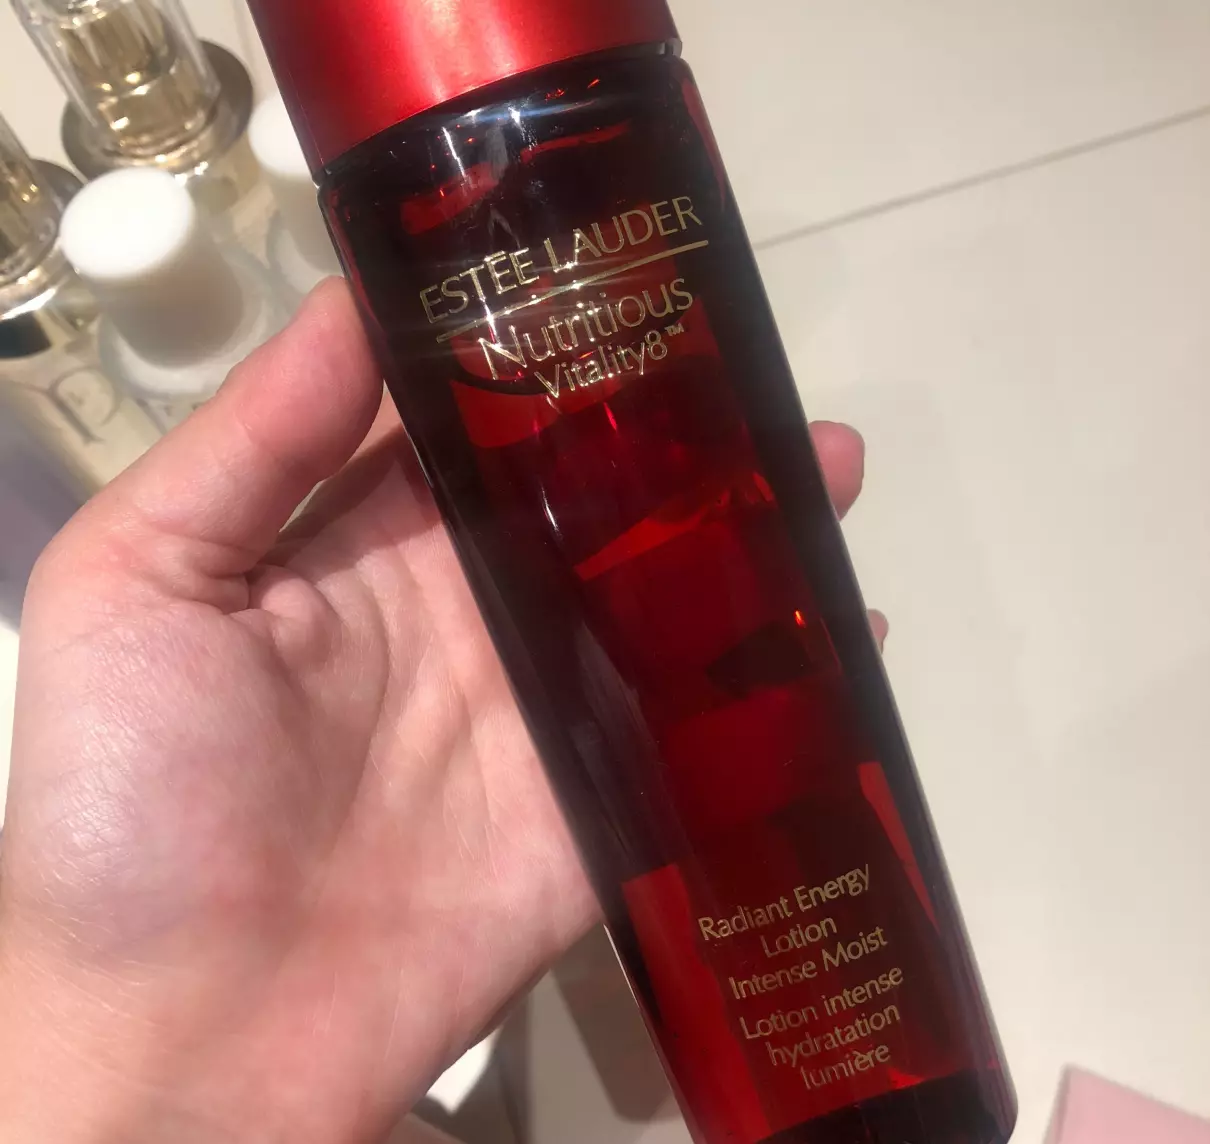 ESTĒE LAUDER
Nutritious
Vitality8™
Radiant Energy
Lotion
Intense Moist
Lotion intense
hydratation
lumière